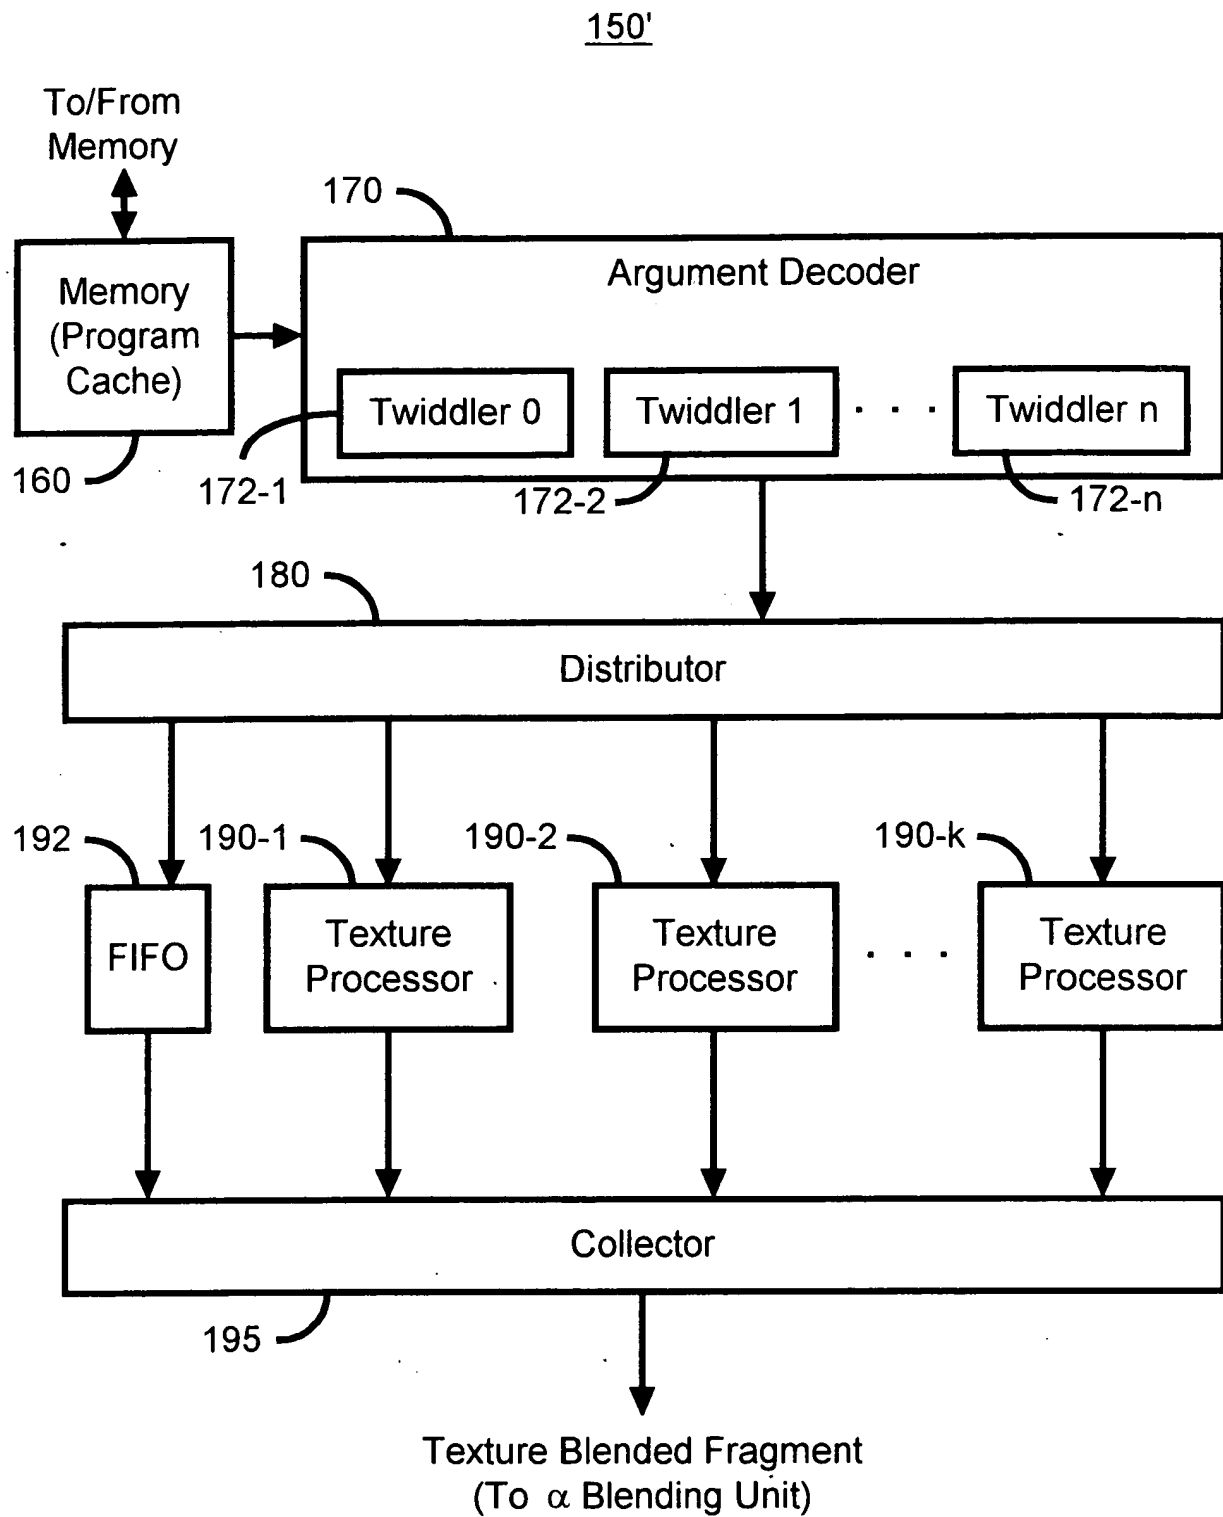 150'
To/From
Memory
170
Memory
(Program
Cache)
Argument Decoder
Twiddler 0
Twiddler 1
. . .
Twiddler n
160
172-1
172-2
172-n
180
Distributor
192
190-1
190-2
190-k
FIFO
Texture
Processor
Texture
Processor
. . .
Texture
Processor
Collector
195
Texture Blended Fragment
(To α Blending Unit)